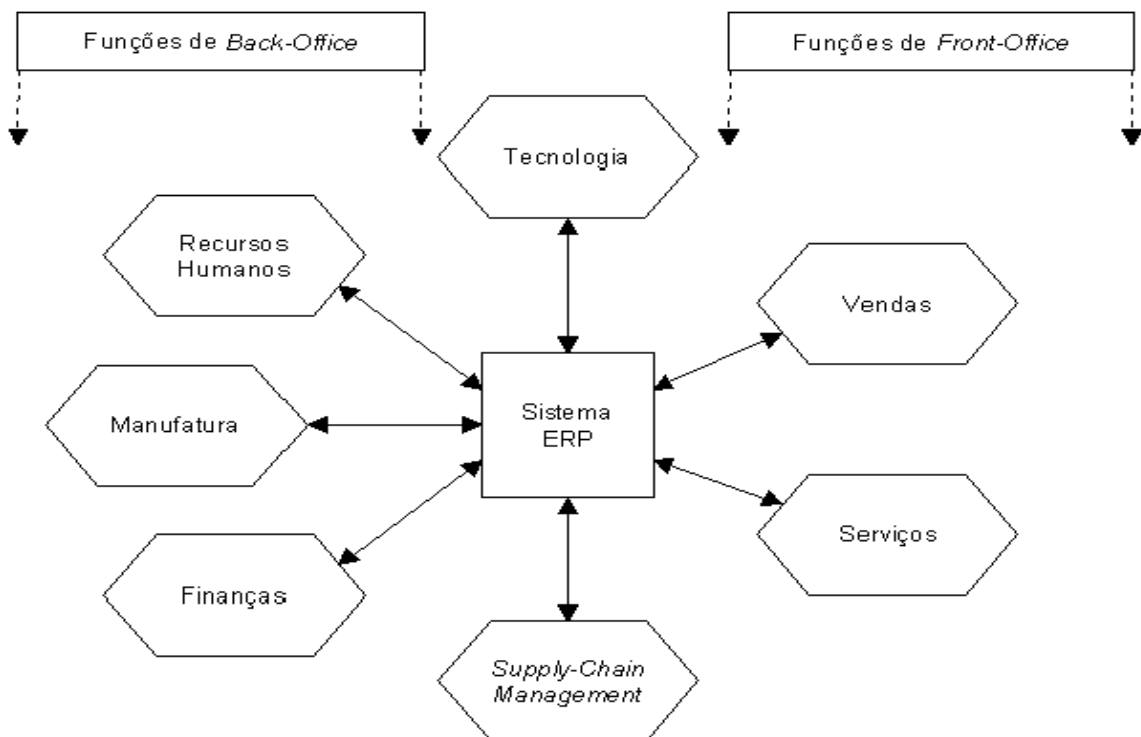 Funções de Back-Office
Funções de Front-Office
Tecnologia
Recursos
Humanos
Vendas
Manufatura
Sistema
ERP
Serviços
Finanças
Supply-Chain
Management